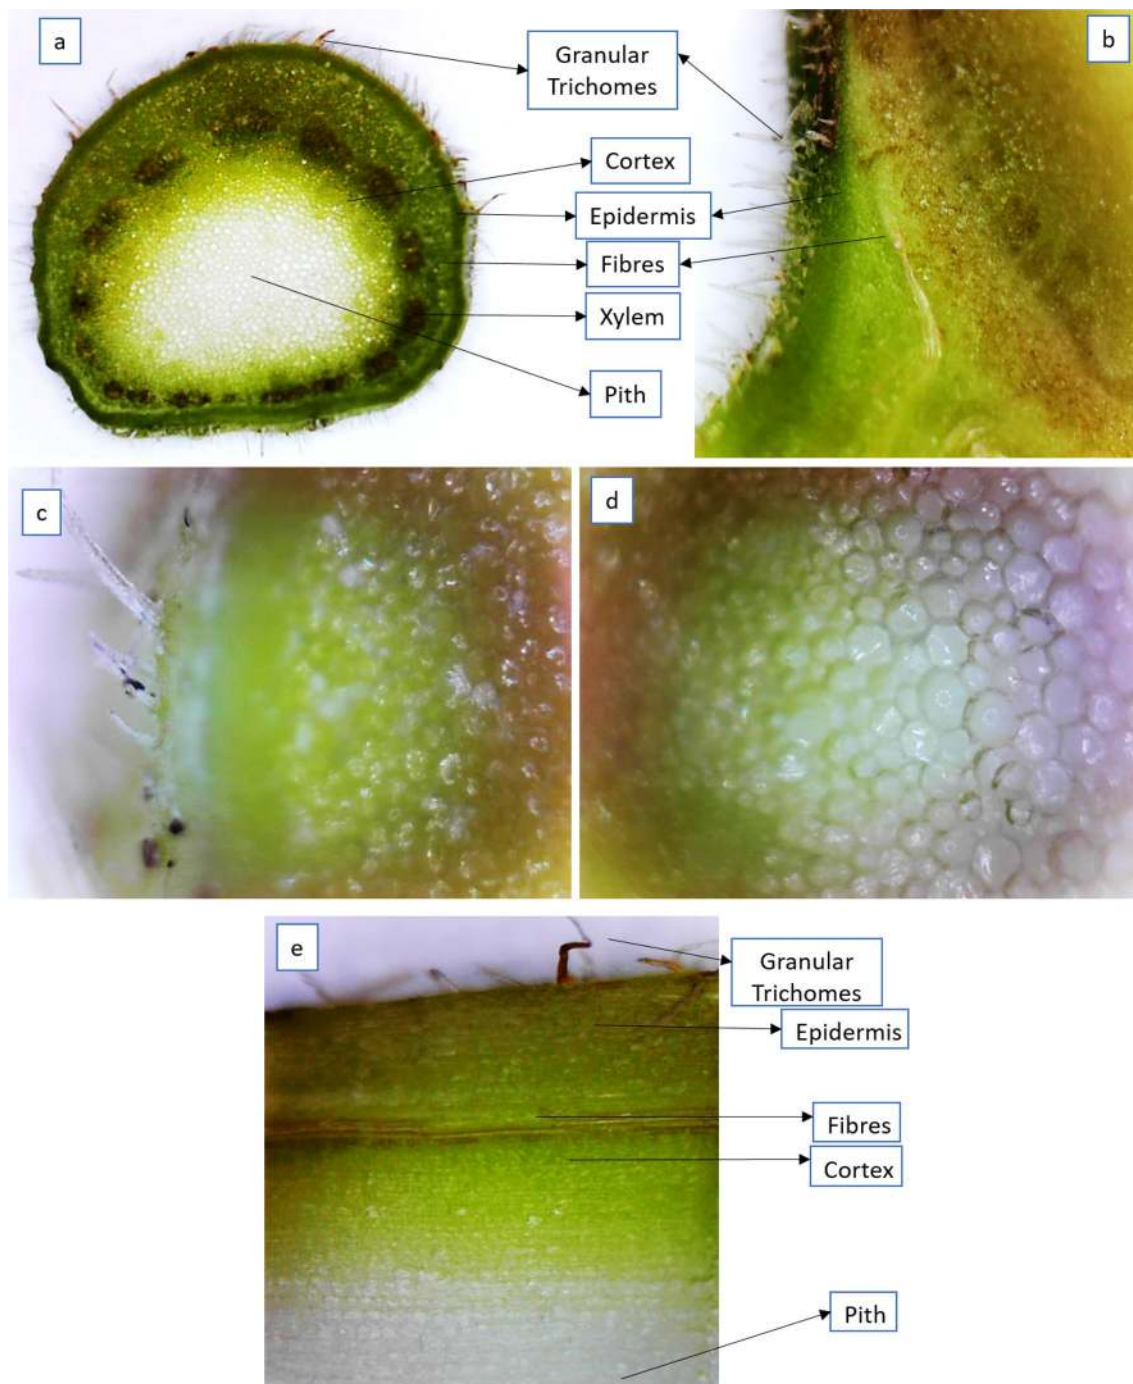 a
b
Granular
Trichomes
Cortex
Epidermis
Fibres
Xylem
Pith
c
d
e
Granular
Trichomes
Epidermis
Fibres
Cortex
Pith